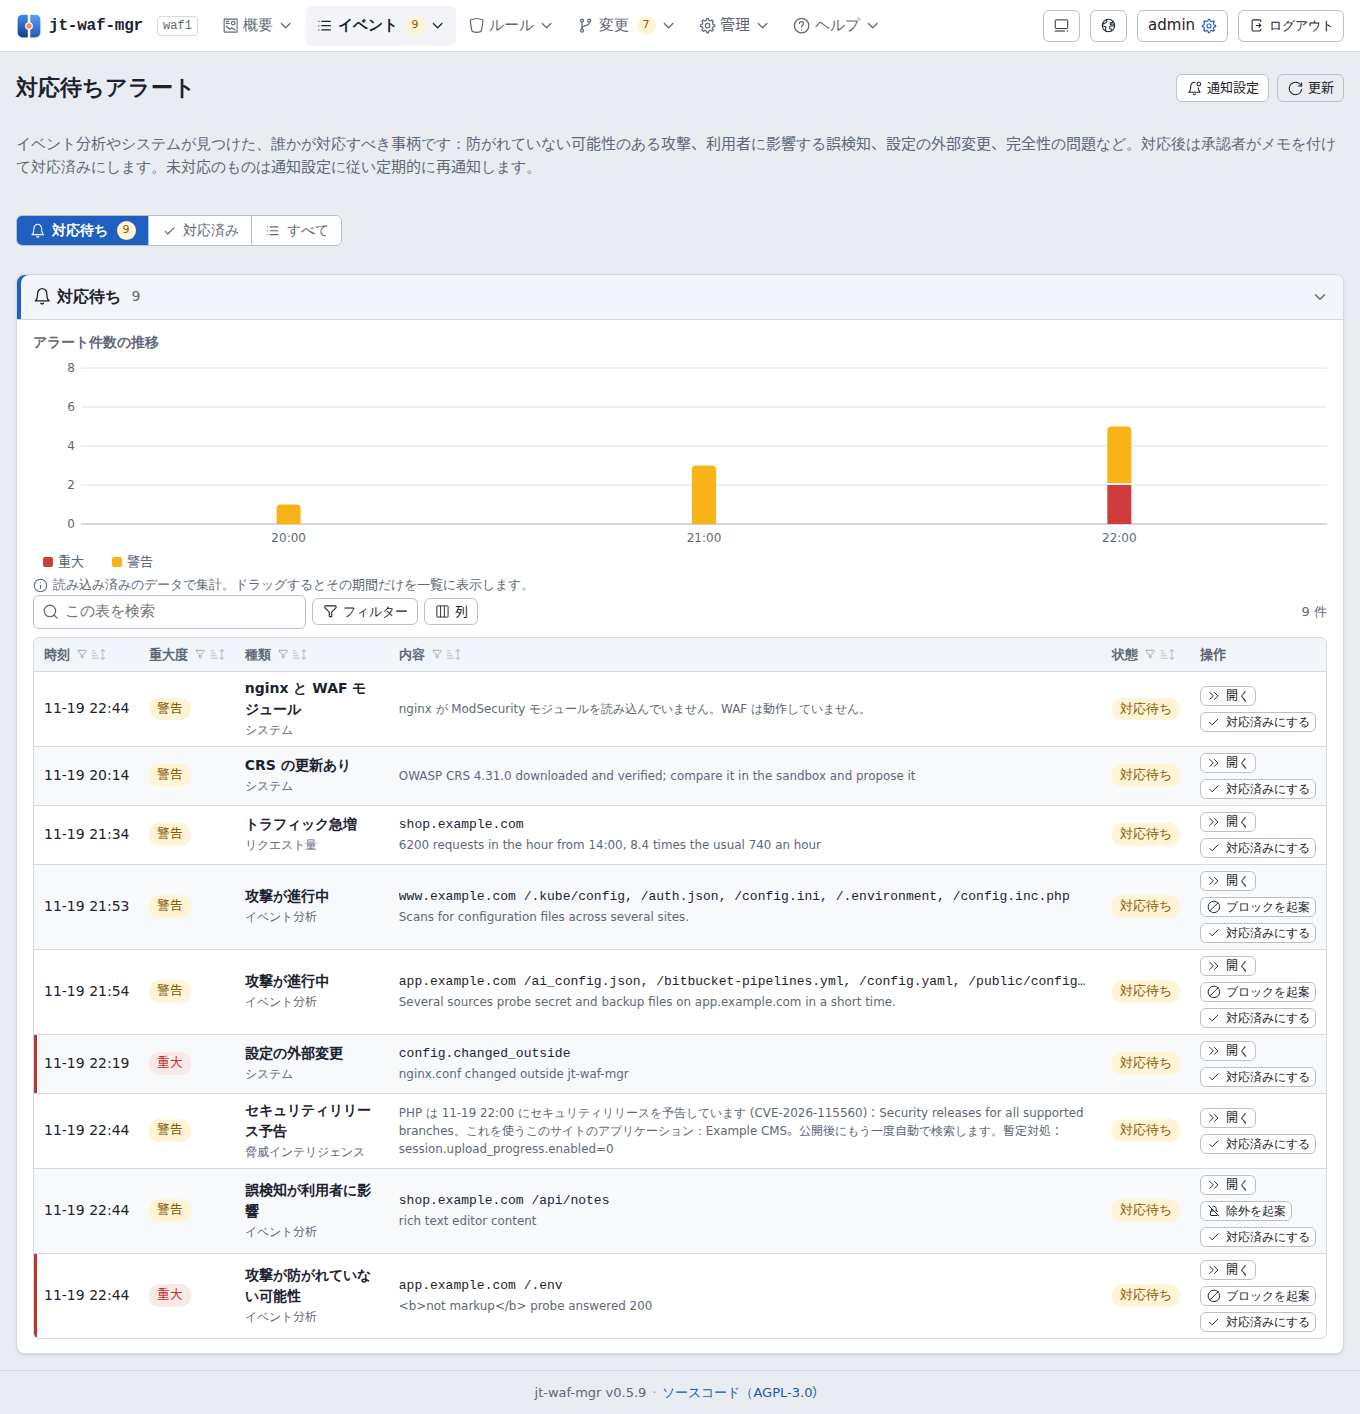 jt-waf-mgr waf1 概要 イベント 9 ルール 変更 7 管理 ヘルプ admin ログアウト
対応待ちアラート 通知設定 更新
イベント分析やシステムが見つけた、誰かが対応すべき事柄です：防がれていない可能性のある攻撃、利用者に影響する誤検知、設定の外部変更、完全性の問題など。対応後は承認者がメモを付け
て対応済みにします。未対応のものは通知設定に従い定期的に再通知します。
対応待ち 9 対応済み すべて
対応待ち 9
アラート件数の推移
8
6
4
2
0
20:00 21:00 22:00
重大 警告
読み込み済みのデータで集計。ドラッグするとその期間だけを一覧に表示します。
この表を検索 フィルター 列 9 件
時刻 重大度 種類 内容 状態 操作
11-19 22:44 警告 nginx と WAF モ
ジュール
システム
nginx が ModSecurity モジュールを読み込んでいません。WAF は動作していません。
対応待ち
開く
対応済みにする
11-19 20:14 警告 CRS の更新あり
システム
OWASP CRS 4.31.0 downloaded and verified; compare it in the sandbox and propose it
対応待ち
開く
対応済みにする
11-19 21:34 警告 トラフィック急増
リクエスト量
shop.example.com
6200 requests in the hour from 14:00, 8.4 times the usual 740 an hour
対応待ち
開く
対応済みにする
11-19 21:53 警告 攻撃が進行中
イベント分析
www.example.com /.kube/config, /auth.json, /config.ini, /.environment, /config.inc.php
Scans for configuration files across several sites.
対応待ち
開く
ブロックを起案
対応済みにする
11-19 21:54 警告 攻撃が進行中
イベント分析
app.example.com /ai_config.json, /bitbucket-pipelines.yml, /config.yaml, /public/config…
Several sources probe secret and backup files on app.example.com in a short time.
対応待ち
開く
ブロックを起案
対応済みにする
11-19 22:19 重大 設定の外部変更
システム
config.changed_outside
nginx.conf changed outside jt-waf-mgr
対応待ち
開く
対応済みにする
11-19 22:44 警告 セキュリティリリー
ス予告
脅威インテリジェンス
PHP は 11-19 22:00 にセキュリティリリースを予告しています (CVE-2026-115560)：Security releases for all supported
branches。これを使うこのサイトのアプリケーション：Example CMS。公開後にもう一度自動で検索します。暫定対処：
session.upload_progress.enabled=0
対応待ち
開く
対応済みにする
11-19 22:44 警告 誤検知が利用者に影
響
イベント分析
shop.example.com /api/notes
rich text editor content
対応待ち
開く
除外を起案
対応済みにする
11-19 22:44 重大 攻撃が防がれていな
い可能性
イベント分析
app.example.com /.env
<b>not markup</b> probe answered 200
対応待ち
開く
ブロックを起案
対応済みにする
jt-waf-mgr v0.5.9 · ソースコード（AGPL-3.0）